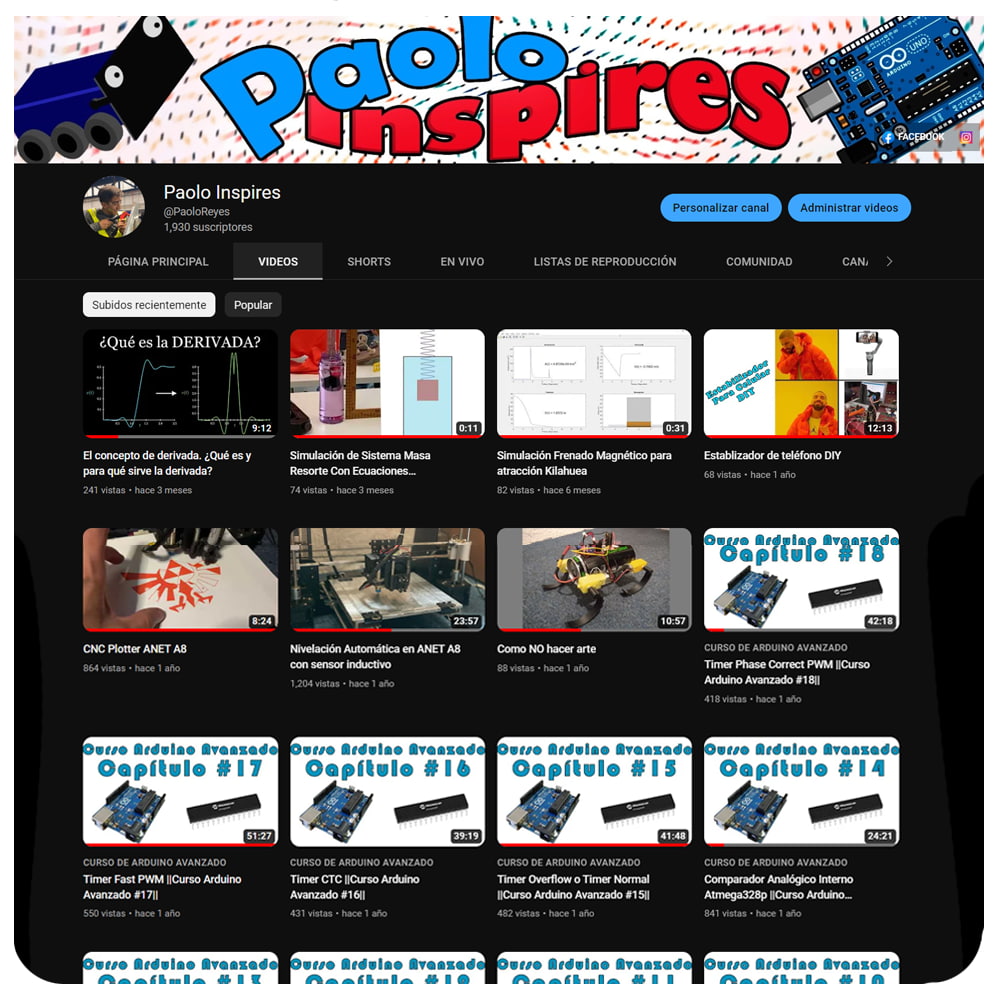 Paolo
Inspires
UNO
ARDUINO
FACEBOOK
Paolo Inspires
@PaoloReyes
1,930 suscriptores
Personalizar canal
Administrar videos
PÁGINA PRINCIPAL
VIDEOS
SHORTS
EN VIVO
LISTAS DE REPRODUCCIÓN
COMUNIDAD
CANA
Subidos recientemente
Popular
¿Qué es la DERIVADA?
9:12
0:11
0:31
Estabilizador
Para Celular
DIY
12:13
El concepto de derivada. ¿Qué es y
para qué sirve la derivada?
241 vistas • hace 3 meses
Simulación de Sistema Masa
Resorte Con Ecuaciones...
74 vistas • hace 3 meses
Simulación Frenado Magnético para
atracción Kilahuea
82 vistas • hace 6 meses
Establizador de teléfono DIY
68 vistas • hace 1 año
8:24
23:57
10:57
Curso Arduino Avanzado
Capítulo #18
42:18
CNC Plotter ANET A8
864 vistas • hace 1 año
Nivelación Automática en ANET A8
con sensor inductivo
1,204 vistas • hace 1 año
Como NO hacer arte
88 vistas • hace 1 año
CURSO DE ARDUINO AVANZADO
Timer Phase Correct PWM ||Curso
Arduino Avanzado #18||
418 vistas • hace 1 año
Curso Arduino Avanzado
Capítulo #17
51:27
Curso Arduino Avanzado
Capítulo #16
39:19
Curso Arduino Avanzado
Capítulo #15
41:48
Curso Arduino Avanzado
Capítulo #14
24:21
CURSO DE ARDUINO AVANZADO
Timer Fast PWM ||Curso Arduino
Avanzado #17||
550 vistas • hace 1 año
CURSO DE ARDUINO AVANZADO
Timer CTC ||Curso Arduino
Avanzado #16||
431 vistas • hace 1 año
CURSO DE ARDUINO AVANZADO
Timer Overflow o Timer Normal
||Curso Arduino Avanzado #15||
482 vistas • hace 1 año
CURSO DE ARDUINO AVANZADO
Comparador Analógico Interno
Atmega328p ||Curso Arduino...
841 vistas • hace 1 año
Curso Arduino Avanzado
Curso Arduino Avanzado
Curso Arduino Avanzado
Curso Arduino Avanzado